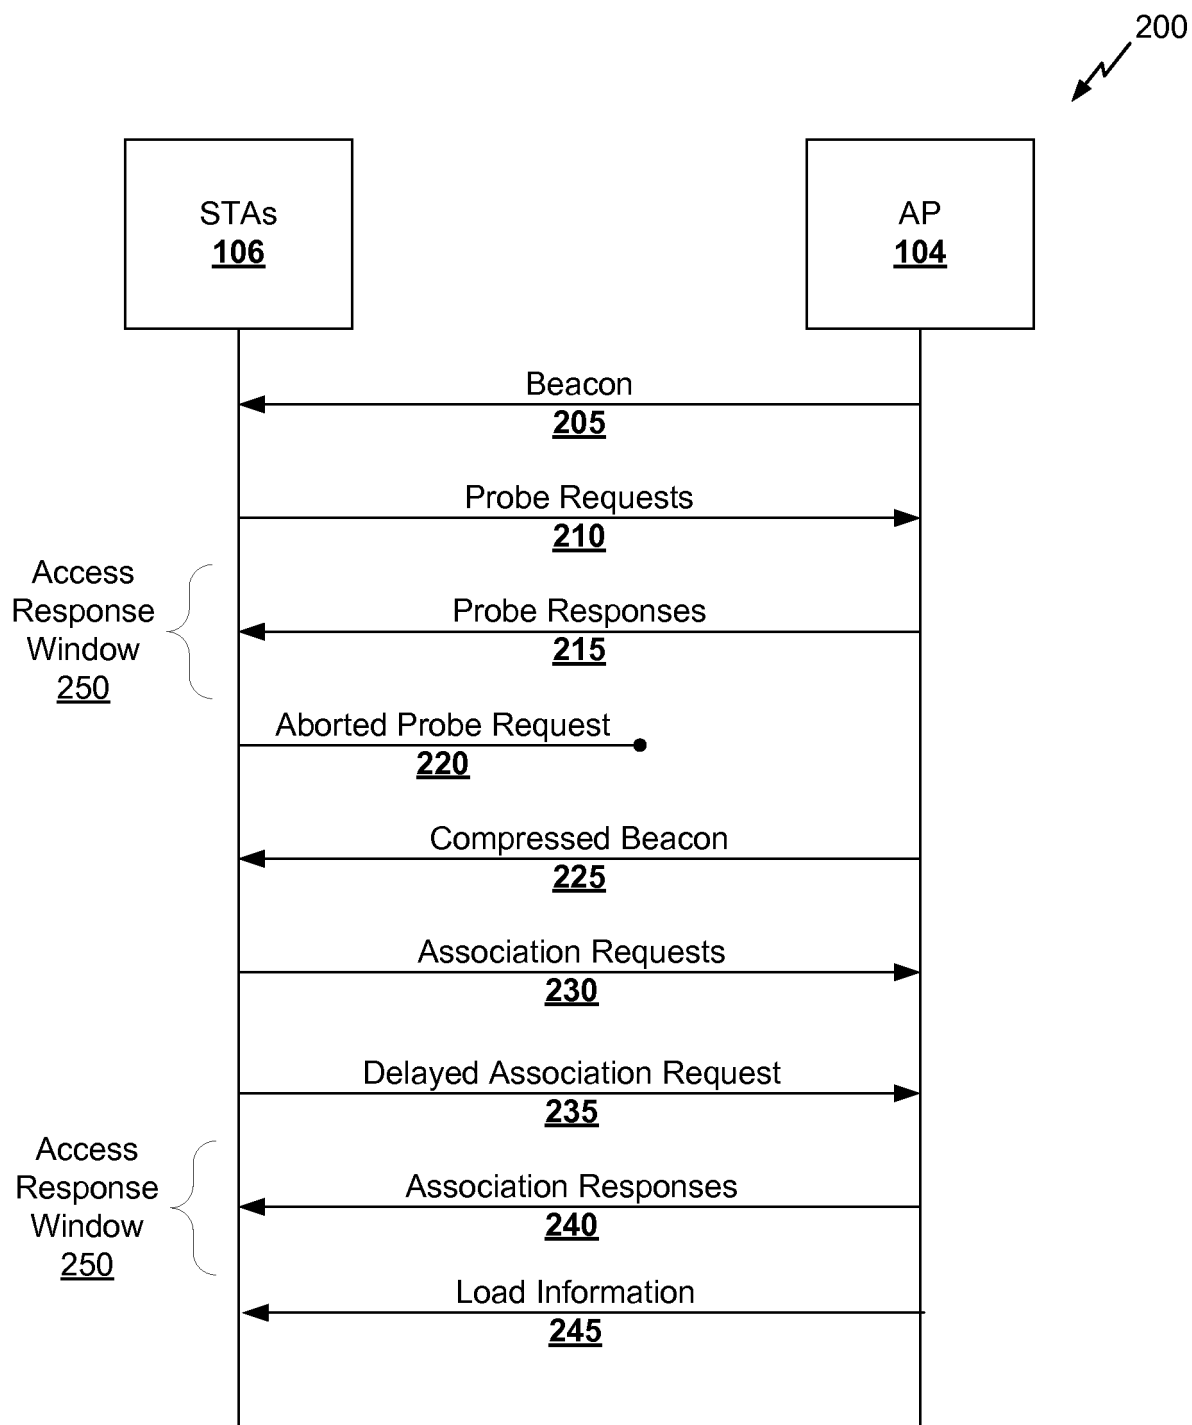 200
STAs
106
AP
104
Beacon
205
Probe Requests
210
Access
Response
Window
250
Probe Responses
215
Aborted Probe Request
220
Compressed Beacon
225
Association Requests
230
Delayed Association Request
235
Access
Response
Window
250
Association Responses
240
Load Information
245